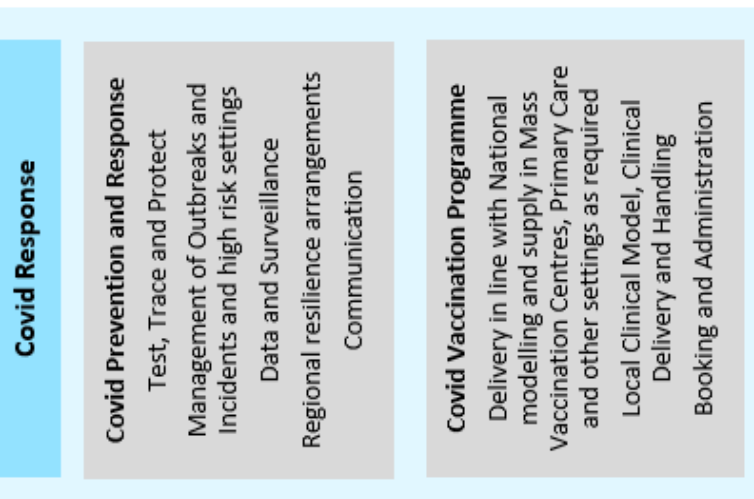 Covid Response
Covid Prevention and Response
Test, Trace and Protect
Management of Outbreaks and
Incidents and high risk settings
Data and Surveillance
Regional resilience arrangements
Communication
Covid Vaccination Programme
Delivery in line with National
modelling and supply in Mass
Vaccination Centres, Primary Care
and other settings as required
Local Clinical Model, Clinical
Delivery and Handling
Booking and Administration